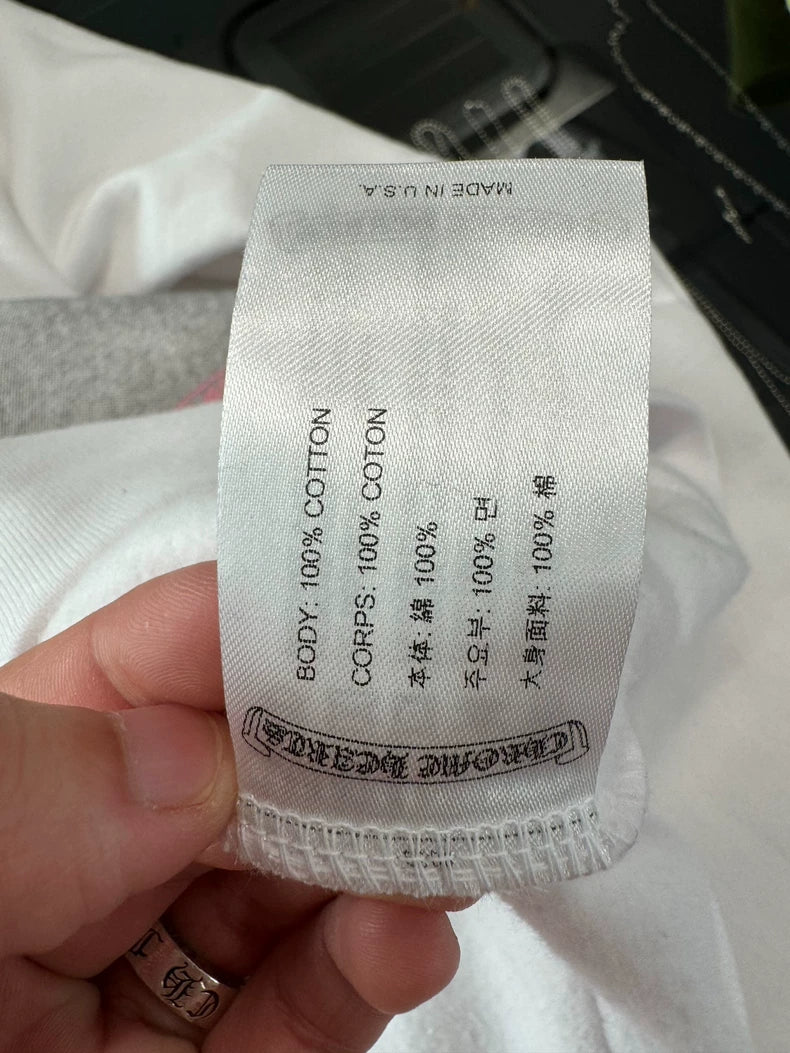 MADE IN U.S.A.
BODY: 100% COTTON
CORPS: 100% COTON
本体: 綿 100%
주요부: 100% 면
大身面料: 100% 棉
CHROME HEARTS
CH